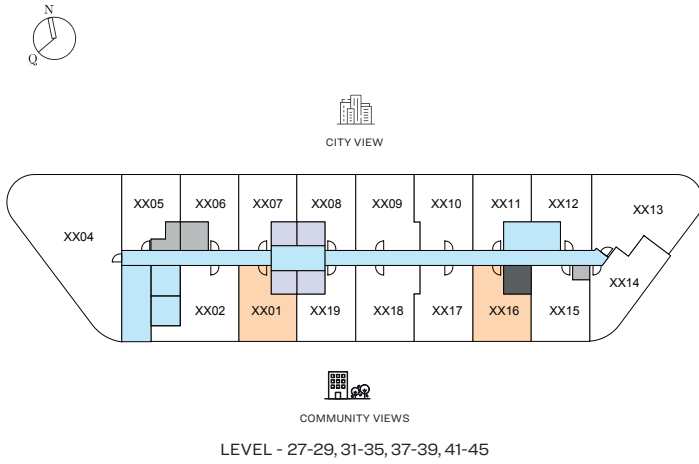 N
Q
CITY VIEW
XX05 XX06 XX07 XX08 XX09 XX10 XX11 XX12
XX04 XX13
XX14
XX02 XX01 XX19 XX18 XX17 XX16 XX15
COMMUNITY VIEWS
LEVEL - 27-29, 31-35, 37-39, 41-45